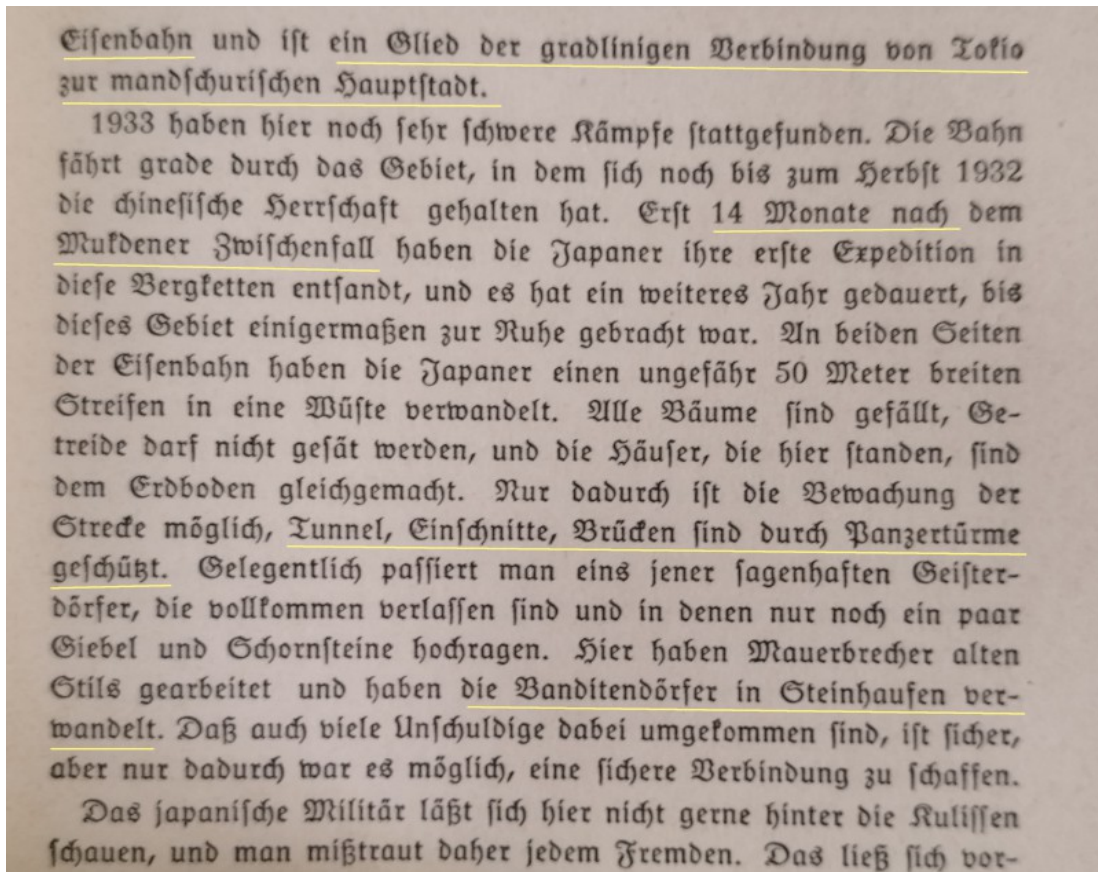 Eisenbahn und ist ein Glied der gradlinigen Verbindung von Tokio
zur mandschurischen Hauptstadt.
1933 haben hier noch sehr schwere Kämpfe stattgefunden. Die Bahn
fährt grade durch das Gebiet, in dem sich noch bis zum Herbst 1932
die chinesische Herrschaft gehalten hat. Erst 14 Monate nach dem
Mukdener Zwischenfall haben die Japaner ihre erste Expedition in
diese Bergketten entsandt, und es hat ein weiteres Jahr gedauert, bis
dieses Gebiet einigermaßen zur Ruhe gebracht war. An beiden Seiten
der Eisenbahn haben die Japaner einen ungefähr 50 Meter breiten
Streifen in eine Wüste verwandelt. Alle Bäume sind gefällt, Ge-
treide darf nicht gesät werden, und die Häuser, die hier standen, sind
dem Erdboden gleichgemacht. Nur dadurch ist die Bewachung der
Strecke möglich, Tunnel, Einschnitte, Brücken sind durch Panzertürme
geschützt. Gelegentlich passiert man eins jener sagenhaften Geister-
dörfer, die vollkommen verlassen sind und in denen nur noch ein paar
Giebel und Schornsteine hochragen. Hier haben Mauerbrecher alten
Stils gearbeitet und haben die Banditendörfer in Steinhaufen ver-
wandelt. Daß auch viele Unschuldige dabei umgekommen sind, ist sicher,
aber nur dadurch war es möglich, eine sichere Verbindung zu schaffen.
Das japanische Militär läßt sich hier nicht gerne hinter die Kulissen
schauen, und man mißtraut daher jedem Fremden. Das ließ sich vor-